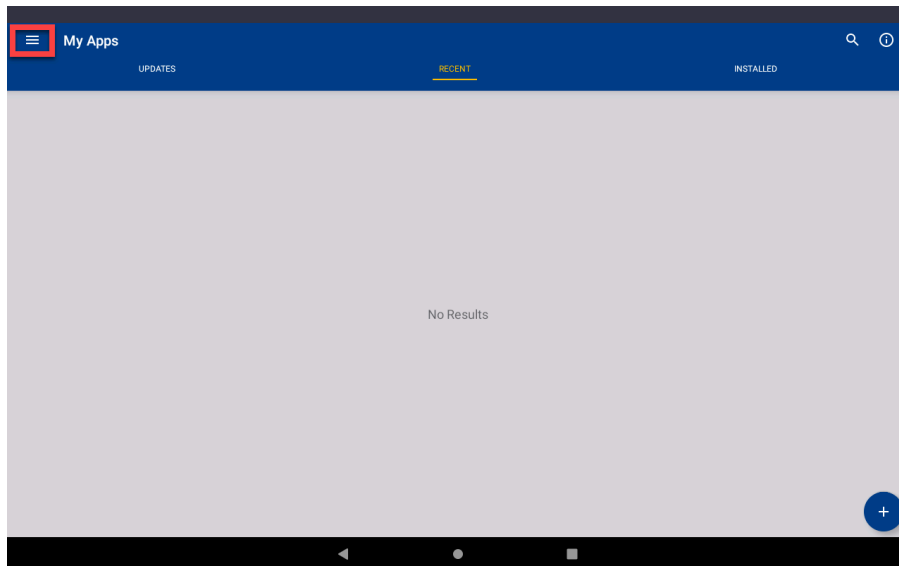 My Apps
UPDATES
RECENT
INSTALLED
No Results